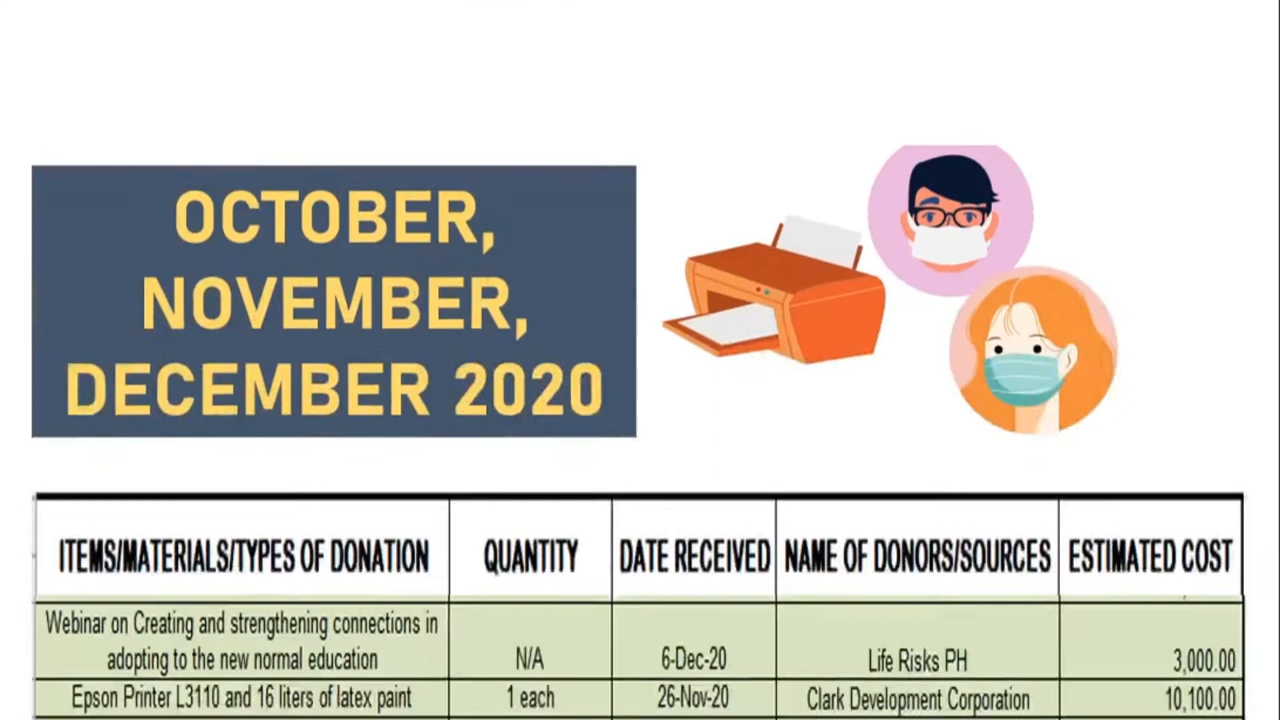 OCTOBER,
NOVEMBER,
DECEMBER 2020
ITEMS/MATERIALS/TYPES OF DONATION QUANTITY DATE RECEIVED NAME OF DONORS/SOURCES ESTIMATED COST
Webinar on Creating and strengthening connections in
adopting to the new normal education N/A 6-Dec-20 Life Risks PH 3,000.00
Epson Printer L3110 and 16 liters of latex paint 1 each 26-Nov-20 Clark Development Corporation 10,100.00